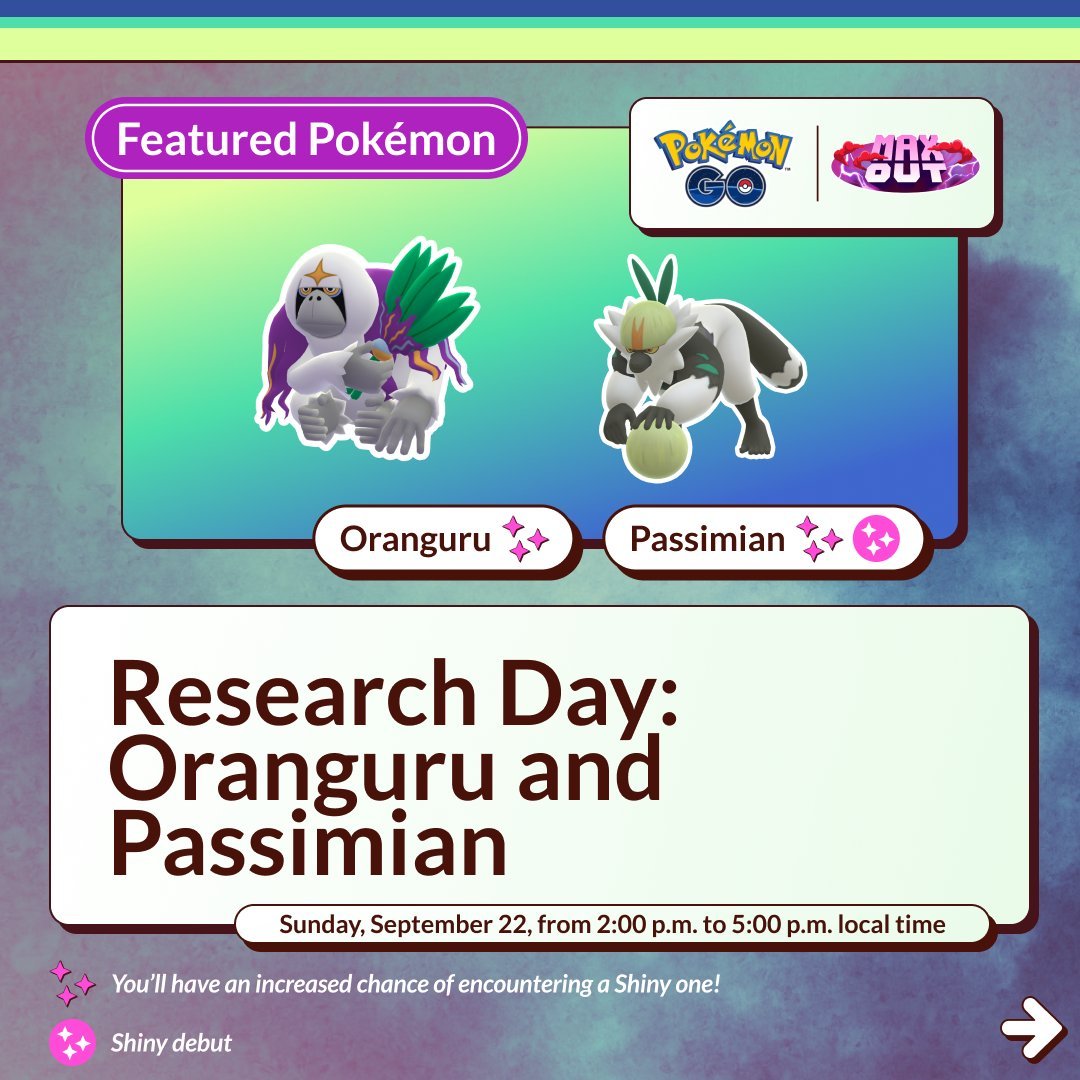 Featured Pokémon
POKéMON
GO
MAX
OUT
Oranguru
Passimian
Research Day:
Oranguru and
Passimian
Sunday, September 22, from 2:00 p.m. to 5:00 p.m. local time
You’ll have an increased chance of encountering a Shiny one!
Shiny debut